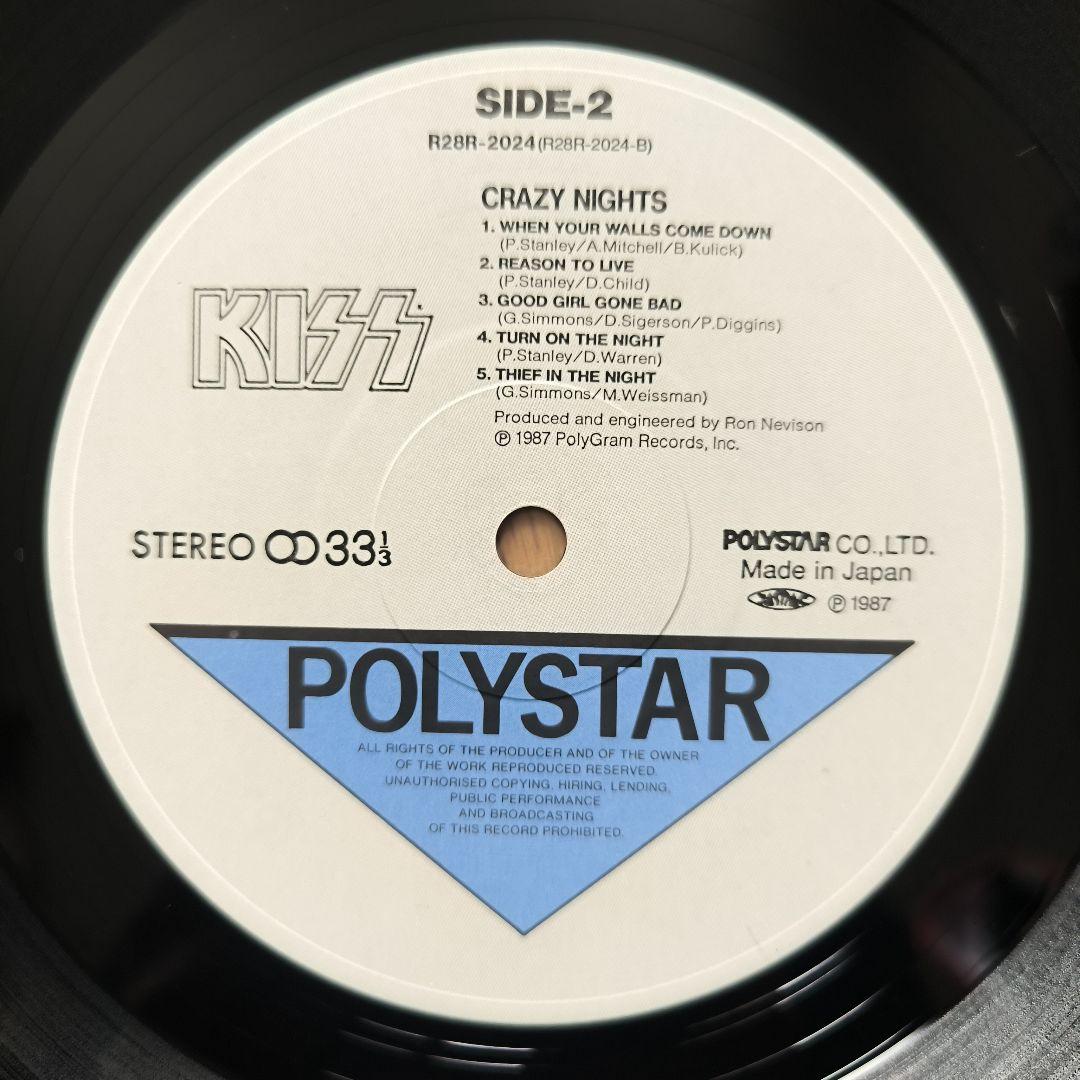 SIDE-2
R28R-2024(R28R-2024-B)
CRAZY NIGHTS
1. WHEN YOUR WALLS COME DOWN
(P.Stanley/A.Mitchell/B.Kulick)
2. REASON TO LIVE
(P.Stanley/D.Child)
3. GOOD GIRL GONE BAD
(G.Simmons/D.Sigerson/P.Diggins)
4. TURN ON THE NIGHT
(P.Stanley/D.Warren)
5. THIEF IN THE NIGHT
(G.Simmons/M.Weissman)
Produced and engineered by Ron Nevison
℗ 1987 PolyGram Records, Inc.
KISS
STEREO 33⅓
POLYSTAR CO.,LTD.
Made in Japan
℗ 1987
POLYSTAR
ALL RIGHTS OF THE PRODUCER AND OF THE OWNER
OF THE WORK REPRODUCED RESERVED.
UNAUTHORISED COPYING, HIRING, LENDING,
PUBLIC PERFORMANCE
AND BROADCASTING
OF THIS RECORD PROHIBITED.